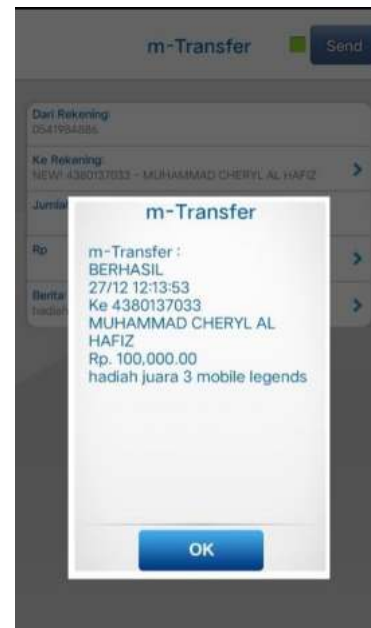 m-Transfer
Send
Dari Rekening:
0541984886
Ke Rekening:
NEW! 4380137033 - MUHAMMAD CHERYL AL HAFIZ
m-Transfer
m-Transfer :
BERHASIL
27/12 12:13:53
Ke 4380137033
MUHAMMAD CHERYL AL
HAFIZ
Rp. 100,000.00
hadiah juara 3 mobile legends
Rp
Berita
OK